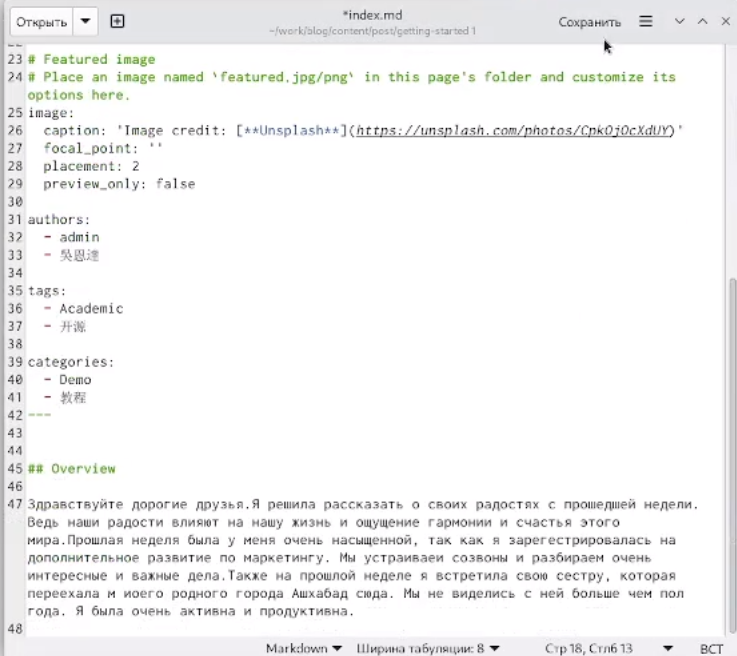 Открыть
*index.md
~/work/blog/content/post/getting-started 1
Сохранить
23 # Featured image
24 # Place an image named `featured.jpg/png` in this page's folder and customize its
options here.
25 image:
26   caption: 'Image credit: [**Unsplash**](https://unsplash.com/photos/CpkOjOcXdUY)'
27   focal_point: ''
28   placement: 2
29   preview_only: false
30
31 authors:
32   - admin
33   - 吳恩達
34
35 tags:
36   - Academic
37   - 开源
38
39 categories:
40   - Demo
41   - 教程
42 ---
43
44
45 ## Overview
46
47 Здравствуйте дорогие друзья.Я решила рассказать о своих радостях с прошедшей недели.
Ведь наши радости влияют на нашу жизнь и ощущение гармонии и счастья этого
мира.Прошлая неделя была у меня очень насыщенной, так как я зарегестрировалась на
дополнительное развитие по маркетингу. Мы устраиваеи созвоны и разбираем очень
интересные и важные дела.Также на прошлой неделе я встретила свою сестру, которая
переехала м иоего родного города Ашхабад сюда. Мы не виделись с ней больше чем пол
года. Я была очень активна и продуктивна.
48
Markdown
Ширина табуляции: 8
Стр 18, Стлб 13
ВСТ